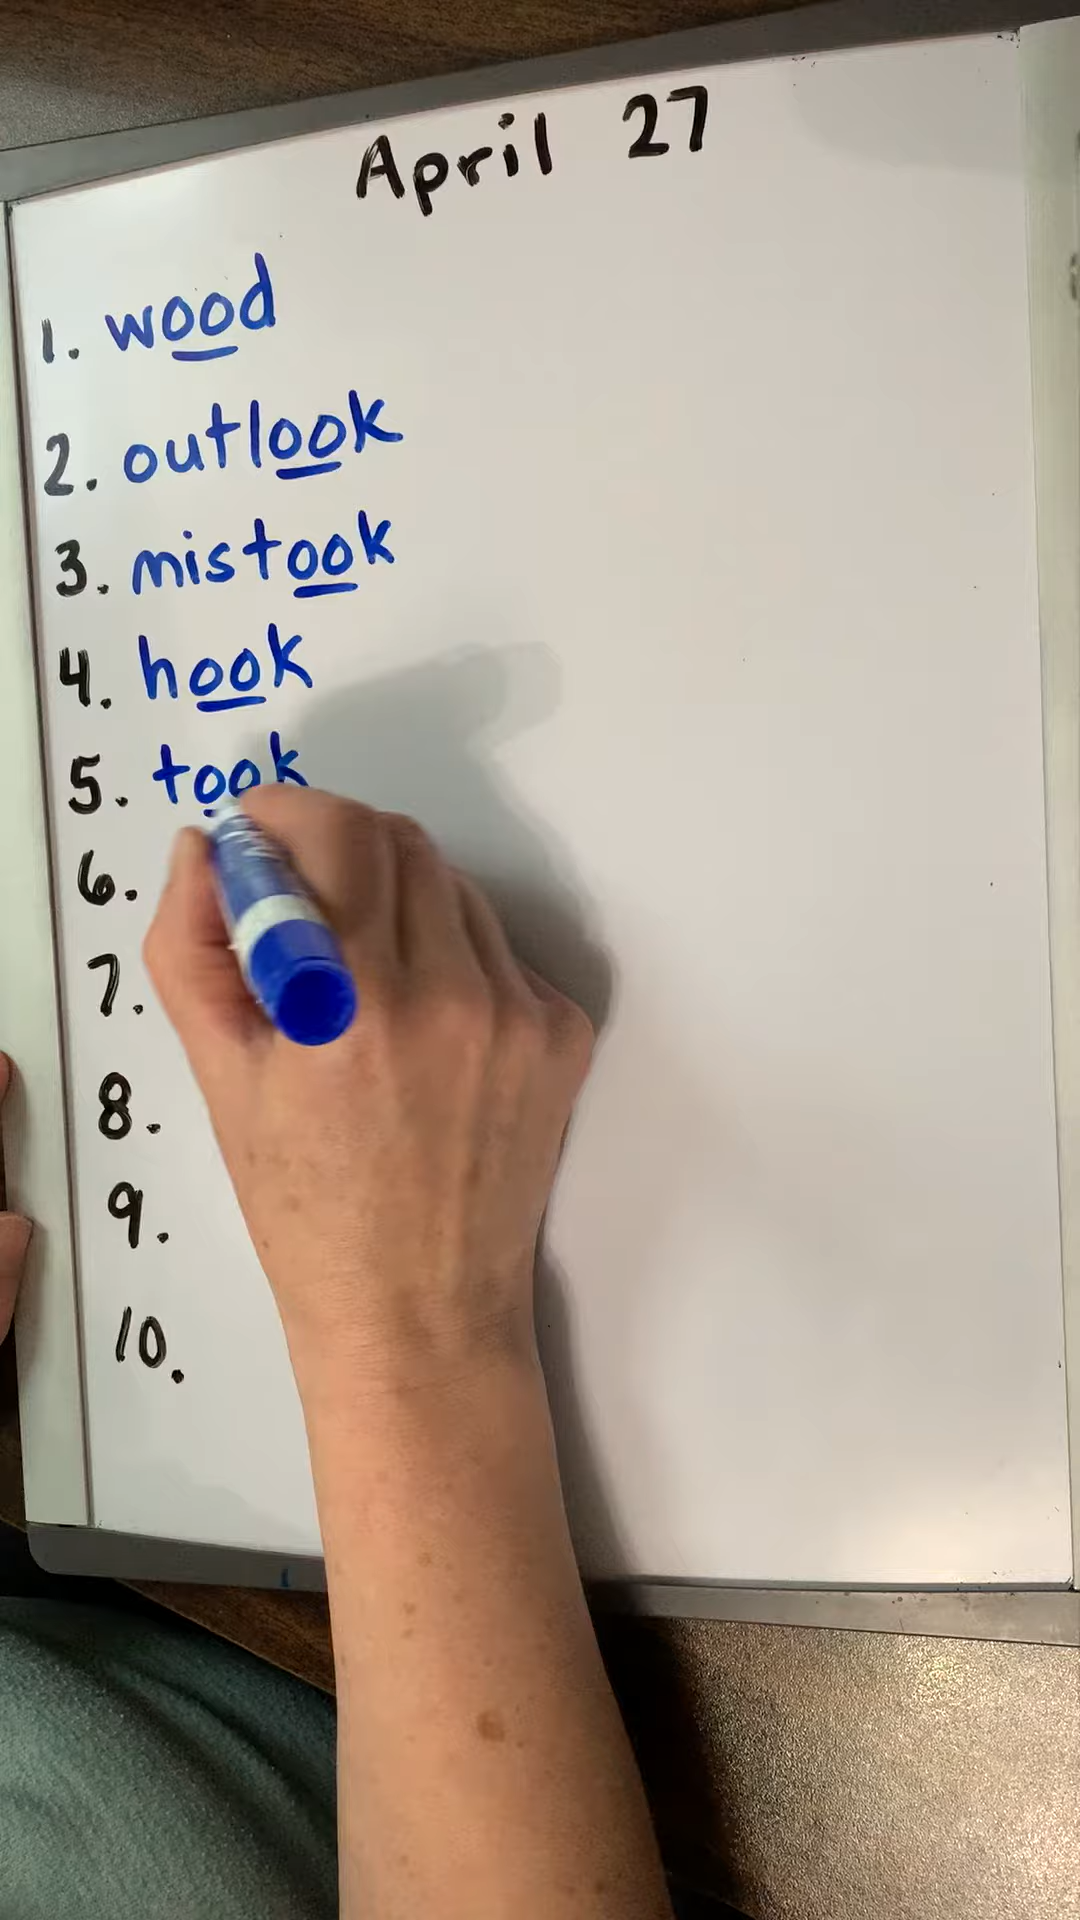 April 27
1. wood
2. outlook
3. mistook
4. hook
5. took
6.
7.
8.
9.
10.